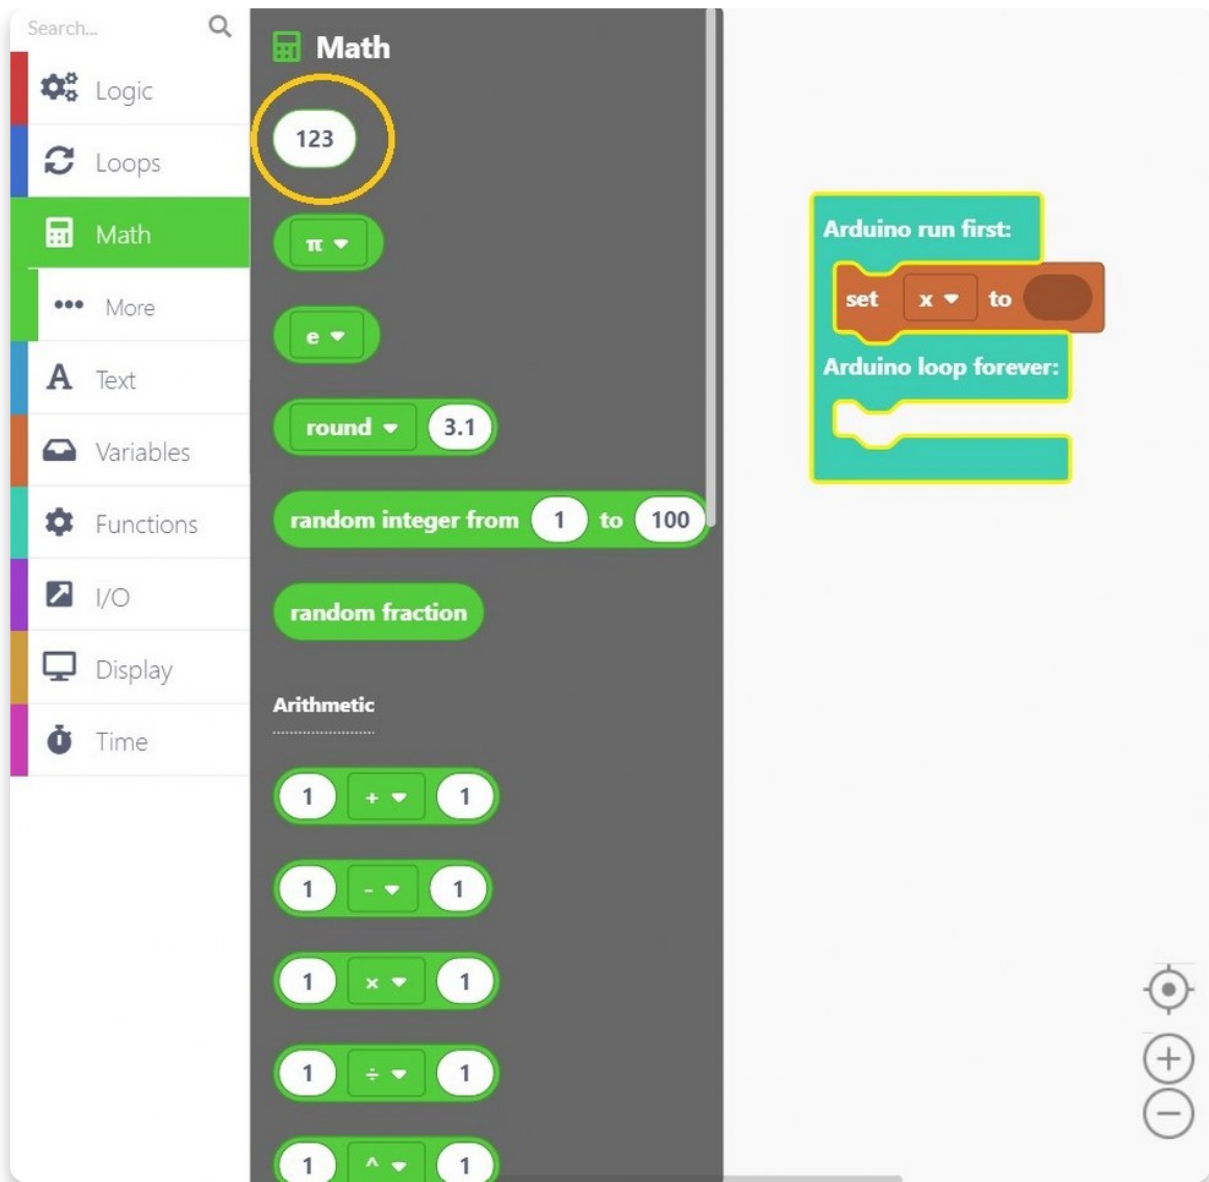 Search...
Logic
Loops
Math
More
Text
Variables
Functions
I/O
Display
Time
Math
123
π
e
round 3.1
random integer from 1 to 100
random fraction
Arithmetic
1 + 1
1 - 1
1 × 1
1 ÷ 1
1 ^ 1
Arduino run first:
set x to
Arduino loop forever: